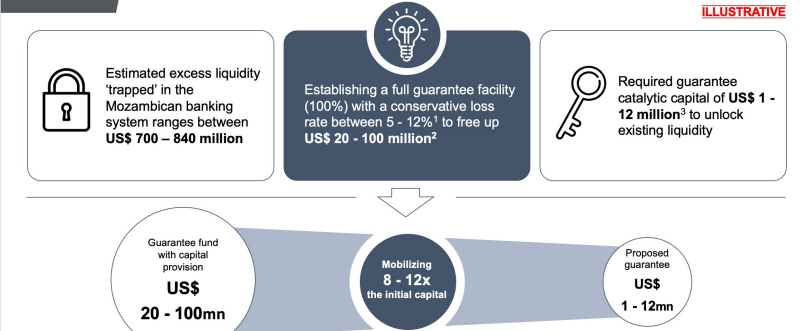 ILLUSTRATIVE
Estimated excess liquidity
‘trapped’ in the
Mozambican banking
system ranges between
US$ 700 – 840 million
Establishing a full guarantee facility
(100%) with a conservative loss
rate between 5 - 12%¹ to free up
US$ 20 - 100 million²
Required guarantee
catalytic capital of US$ 1 -
12 million³ to unlock
existing liquidity
Guarantee fund
with capital
provision
US$
20 - 100mn
Mobilizing
8 - 12x
the initial capital
Proposed
guarantee
US$
1 - 12mn